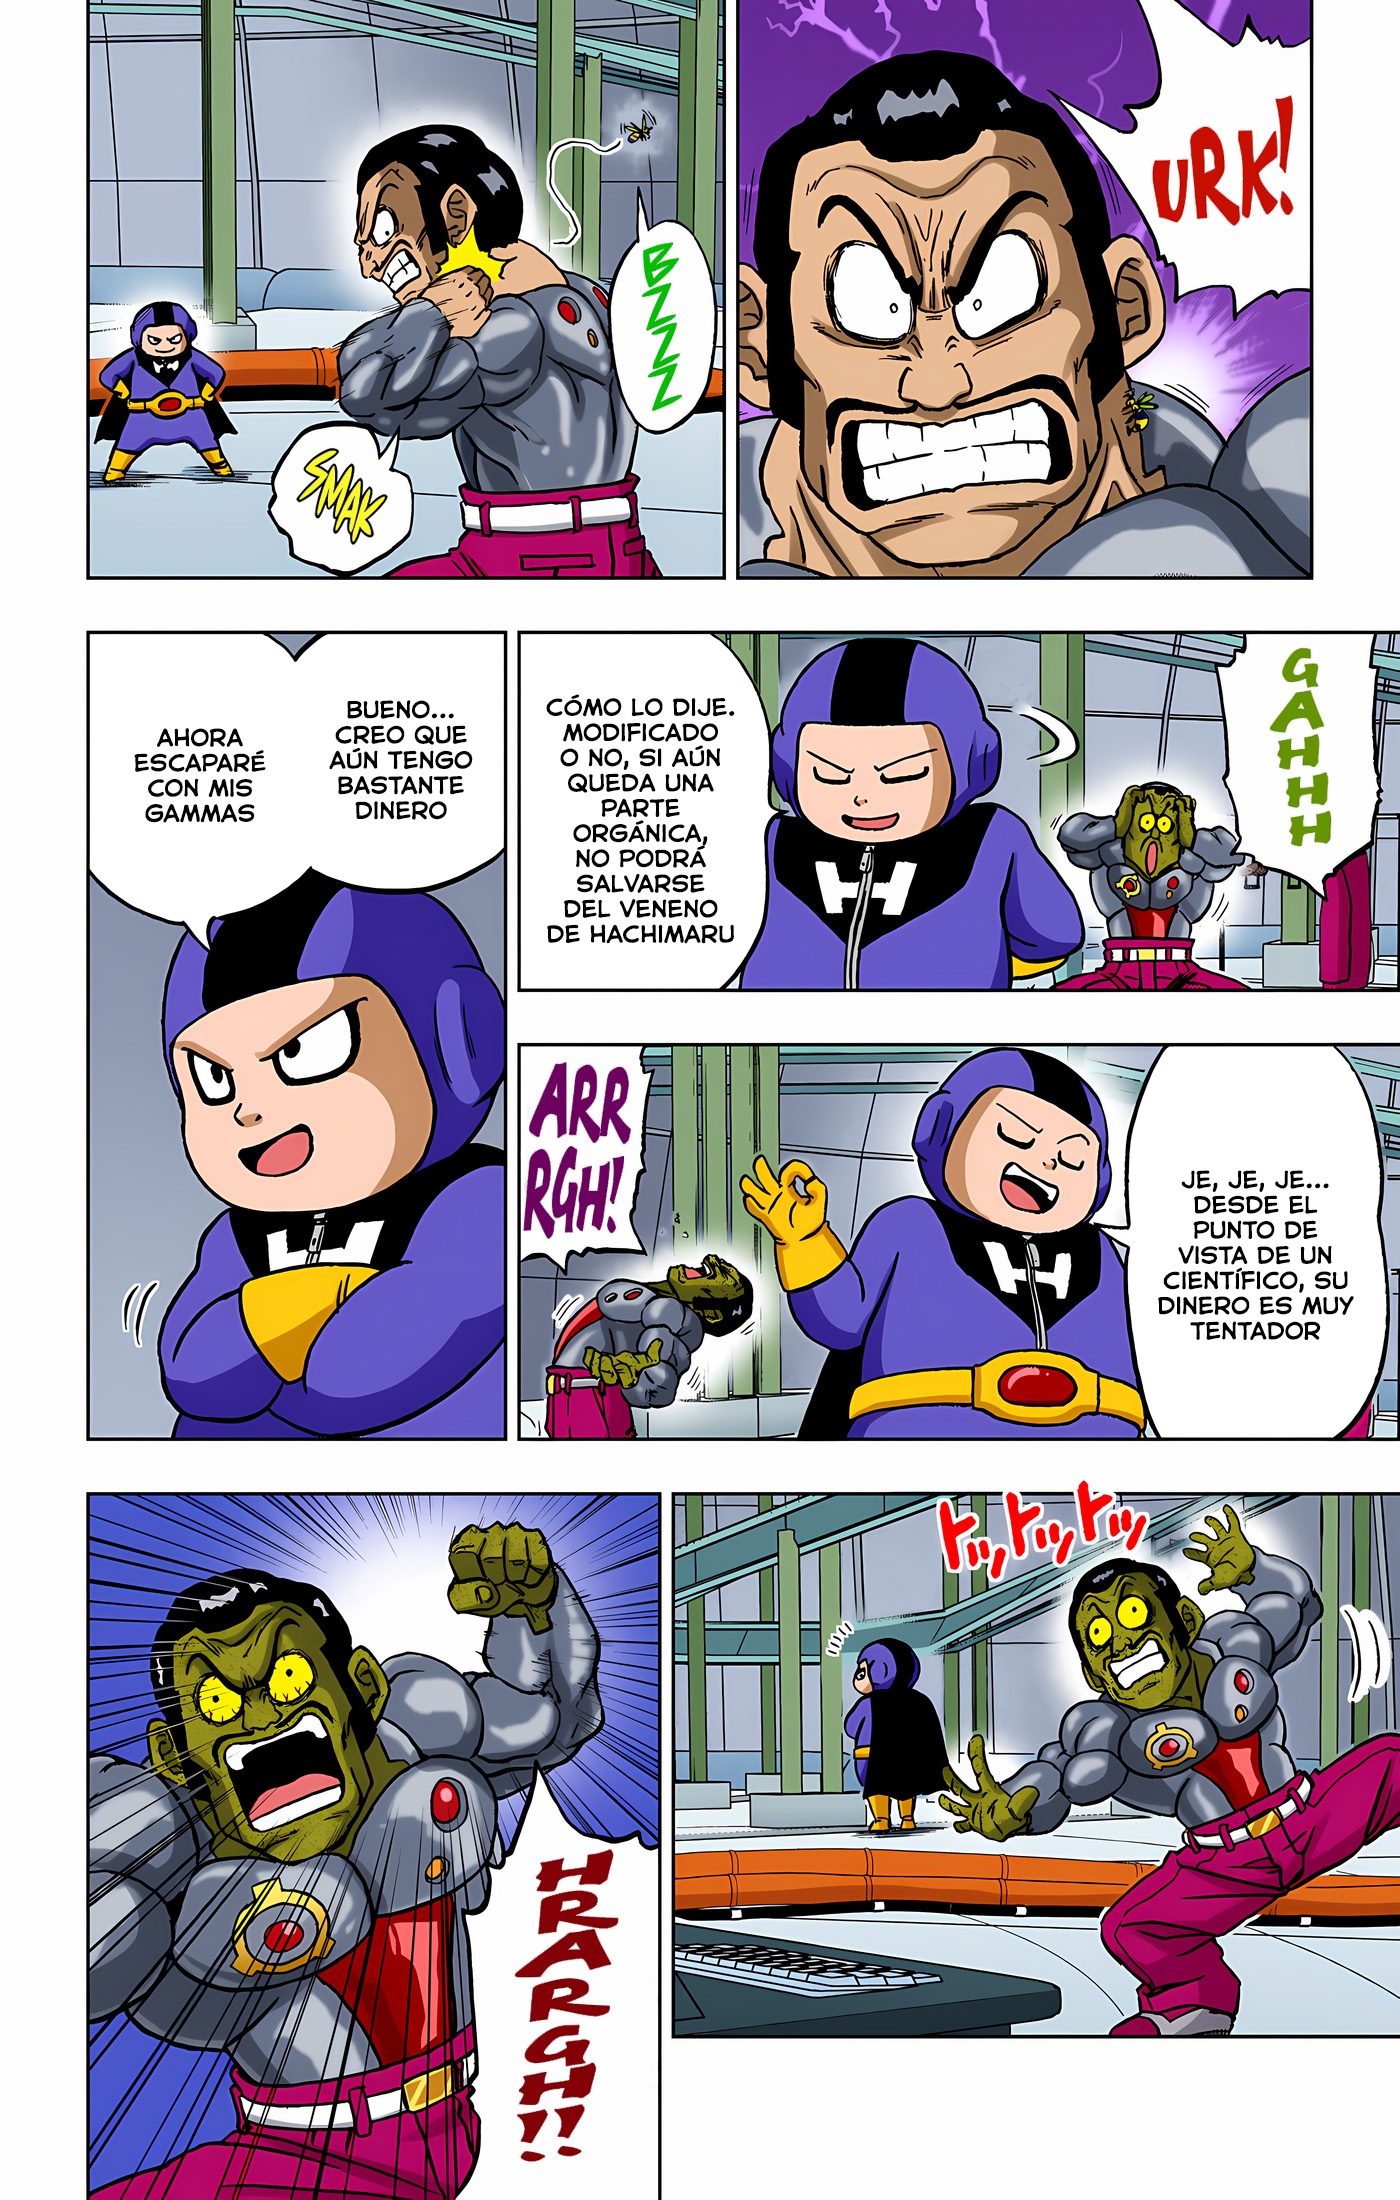 URK!
BZZZ
SMAK
GAHHH
CÓMO LO DIJE.
MODIFICADO
O NO, SI AÚN
QUEDA UNA
PARTE
ORGÁNICA,
NO PODRÁ
SALVARSE
DEL VENENO
DE HACHIMARU
H
JE, JE, JE...
DESDE EL
PUNTO DE
VISTA DE UN
CIENTÍFICO, SU
DINERO ES MUY
TENTADOR
ARR
RGH!
H
BUENO...
CREO QUE
AÚN TENGO
BASTANTE
DINERO
AHORA
ESCAPARÉ
CON MIS
GAMMAS
H
ドッドッドッ
HRARGH!!